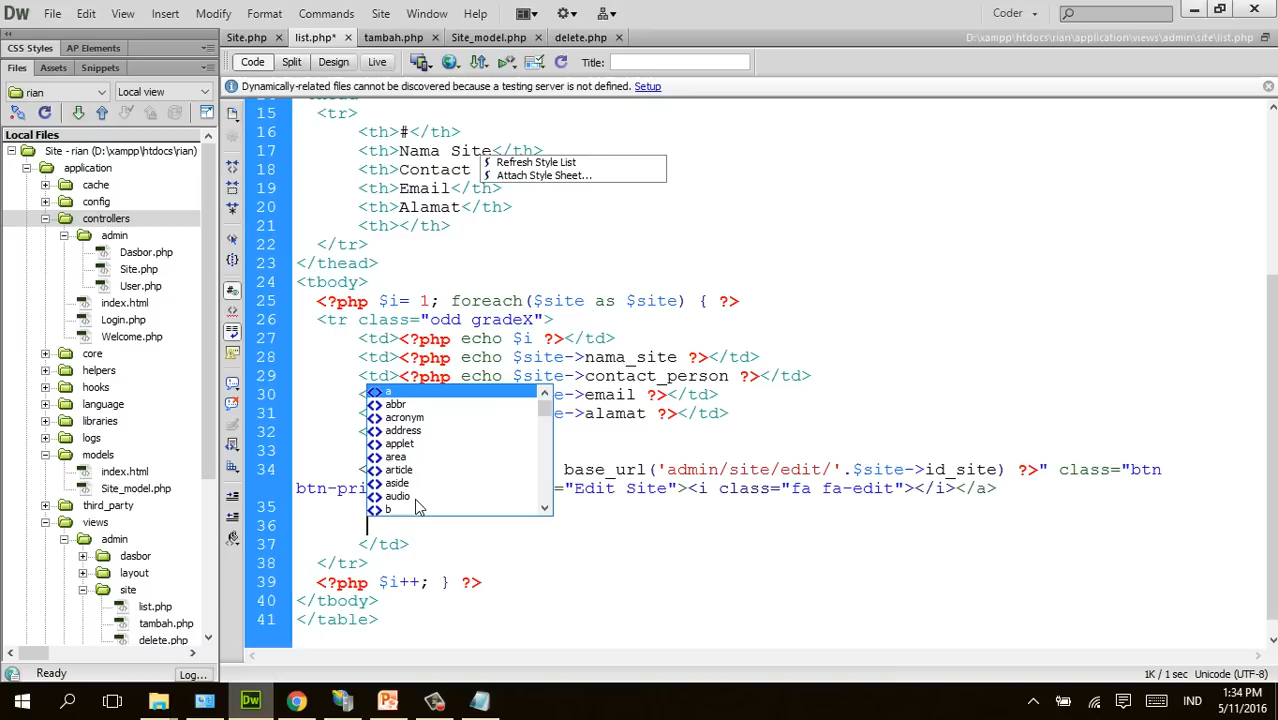 Dw File Edit View Insert Modify Format Commands Site Window Help Coder
CSS Styles AP Elements
Site.php × list.php* × tambah.php × Site_model.php × delete.php × D:\xampp\htdocs\rian\application\views\admin\site\list.php
Files Assets Snippets
Code Split Design Live Title:
rian Local view
Dynamically-related files cannot be discovered because a testing server is not defined. Setup
Local Files
Site - rian (D:\xampp\htdocs\rian)
application
cache
config
controllers
admin
Dasbor.php
Site.php
User.php
index.html
Login.php
Welcome.php
core
helpers
hooks
language
libraries
logs
models
index.html
Site_model.php
third_party
views
admin
dasbor
layout
site
list.php
tambah.php
delete.php
15 <tr>
16 <th>#</th>
17 <th>Nama Site</th>
Refresh Style List
18 <th>Contact
Attach Style Sheet...
19 <th>Email</th>
20 <th>Alamat</th>
21 <th></th>
22 </tr>
23 </thead>
24 <tbody>
25 <?php $i= 1; foreach($site as $site) { ?>
26 <tr class="odd gradeX">
27 <td><?php echo $i ?></td>
28 <td><?php echo $site->nama_site ?></td>
29 <td><?php echo $site->contact_person ?></td>
30 e->email ?></td>
31 e->alamat ?></td>
32
33
34 < base_url('admin/site/edit/'.$site->id_site) ?>" class="btn
btn-pri ="Edit Site"><i class="fa fa-edit"></i></a>
35
36
37 </td>
38 </tr>
39 <?php $i++; } ?>
40 </tbody>
41 </table>
a
abbr
acronym
address
applet
area
article
aside
audio
b
Ready Log...
1K / 1 sec Unicode (UTF-8)
Dw IND 1:34 PM
5/11/2016